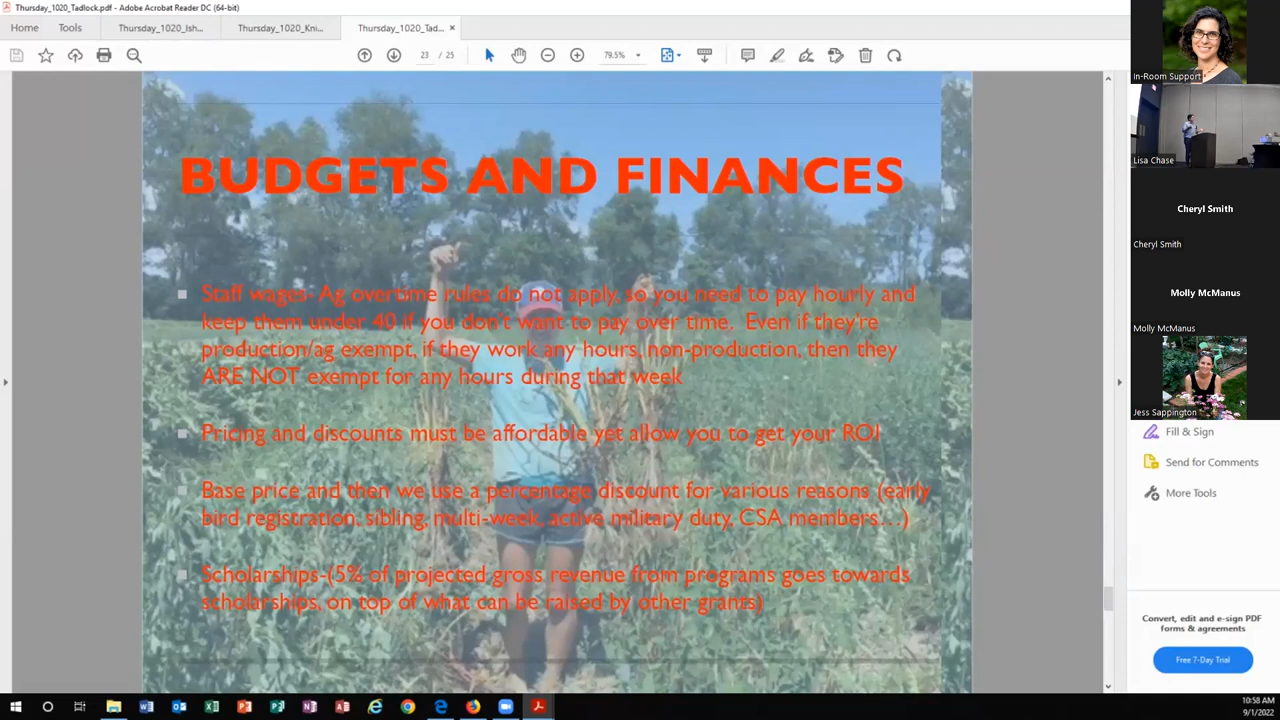 Thursday_1020_Tadlock.pdf - Adobe Acrobat Reader DC (64-bit)
Home
Tools
Thursday_1020_Ish...
Thursday_1020_Kni...
Thursday_1020_Tad...
23 / 25
79.5%
BUDGETS AND FINANCES
Staff wages- Ag overtime rules do not apply, so you need to pay hourly and
keep them under 40 if you don't want to pay over time. Even if they're
production/ag exempt, if they work any hours, non-production, then they
ARE NOT exempt for any hours during that week
Pricing and discounts must be affordable yet allow you to get your ROI
Base price and then we use a percentage discount for various reasons (early
bird registration, sibling, multi-week, active military duty, CSA members...)
Scholarships-(5% of projected gross revenue from programs goes towards
scholarships, on top of what can be raised by other grants)
In-Room Support
Lisa Chase
Cheryl Smith
Cheryl Smith
Molly McManus
Molly McManus
Jess Sappington
Fill & Sign
Send for Comments
More Tools
Convert, edit and e-sign PDF
forms & agreements
Free 7-Day Trial
10:58 AM
9/1/2022